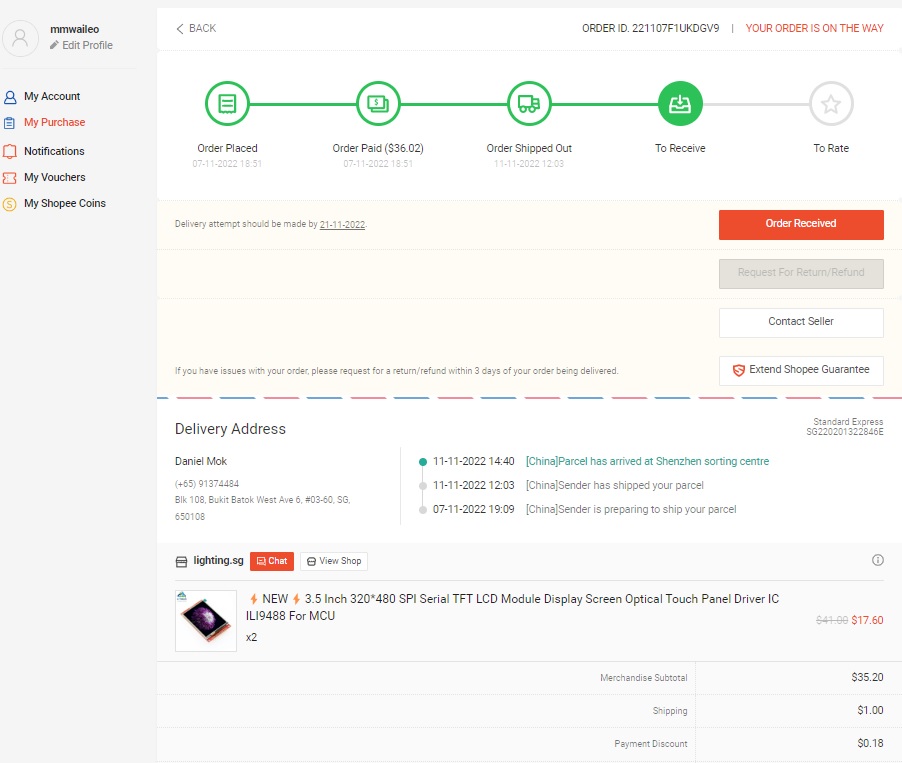 mmwaileo
Edit Profile
My Account
My Purchase
Notifications
My Vouchers
My Shopee Coins
BACK
ORDER ID. 221107F1UKDGV9 | YOUR ORDER IS ON THE WAY
Order Placed
07-11-2022 18:51
Order Paid ($36.02)
07-11-2022 18:51
Order Shipped Out
11-11-2022 12:03
To Receive
To Rate
Delivery attempt should be made by 21-11-2022.
Order Received
Request For Return/Refund
Contact Seller
If you have issues with your order, please request for a return/refund within 3 days of your order being delivered.
Extend Shopee Guarantee
Delivery Address
Standard Express
SG220201322846E
Daniel Mok
(+65) 91374484
Blk 108, Bukit Batok West Ave 6, #03-60, SG,
650108
11-11-2022 14:40 [China]Parcel has arrived at Shenzhen sorting centre
11-11-2022 12:03 [China]Sender has shipped your parcel
07-11-2022 19:09 [China]Sender is preparing to ship your parcel
lighting.sg Chat View Shop
⚡ NEW ⚡ 3.5 Inch 320*480 SPI Serial TFT LCD Module Display Screen Optical Touch Panel Driver IC
ILI9488 For MCU
x2
$41.00 $17.60
Merchandise Subtotal $35.20
Shipping $1.00
Payment Discount $0.18